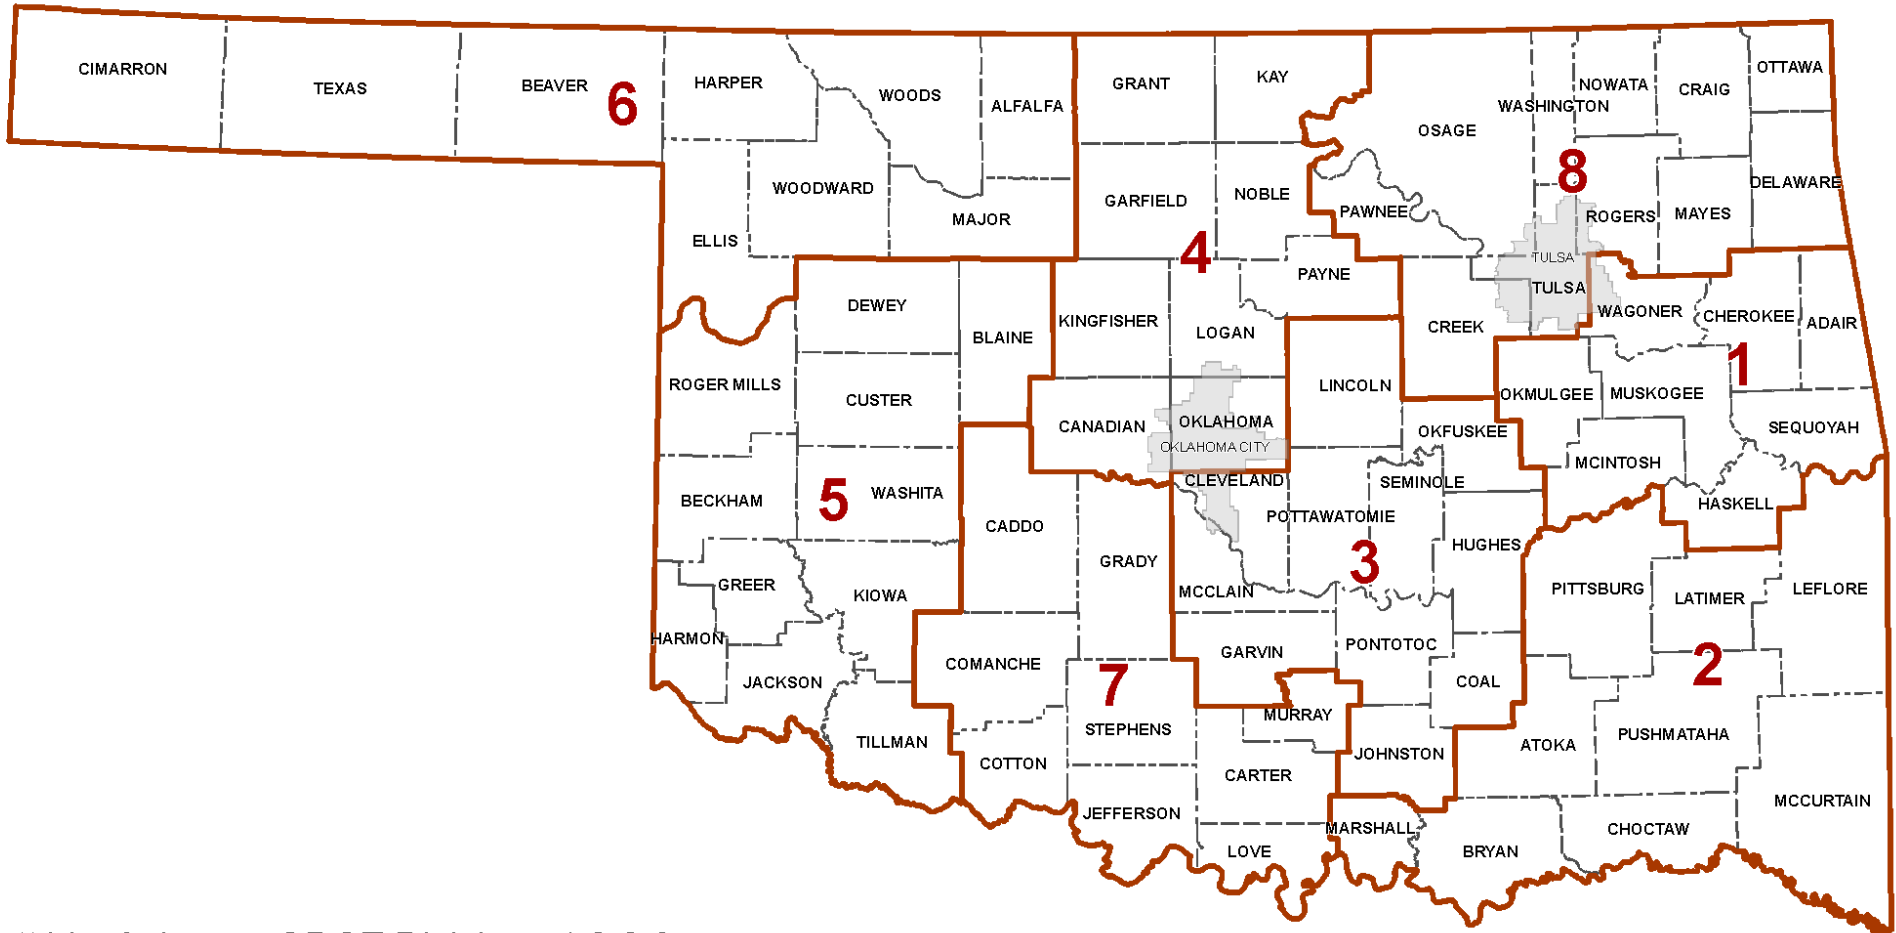 CIMARRON
TEXAS
BEAVER
6
HARPER
WOODS
ALFALFA
WOODWARD
MAJOR
ELLIS
GRANT
KAY
GARFIELD
NOBLE
4
PAYNE
KINGFISHER
LOGAN
CANADIAN
OKLAHOMA
OKLAHOMA CITY
OSAGE
WASHINGTON
NOWATA
CRAIG
OTTAWA
8
ROGERS
MAYES
DELAWARE
PAWNEE
TULSA
TULSA
CREEK
WAGONER
CHEROKEE
ADAIR
1
OKMULGEE
MUSKOGEE
SEQUOYAH
MCINTOSH
HASKELL
DEWEY
BLAINE
ROGER MILLS
CUSTER
BECKHAM
5
WASHITA
GREER
KIOWA
HARMON
JACKSON
TILLMAN
CADDO
GRADY
COMANCHE
7
STEPHENS
COTTON
JEFFERSON
MURRAY
CARTER
LOVE
LINCOLN
OKFUSKEE
CLEVELAND
SEMINOLE
POTTAWATOMIE
3
HUGHES
MCCLAIN
GARVIN
PONTOTOC
COAL
JOHNSTON
PITTSBURG
LATIMER
LEFLORE
2
ATOKA
PUSHMATAHA
MCCURTAIN
MARSHALL
BRYAN
CHOCTAW